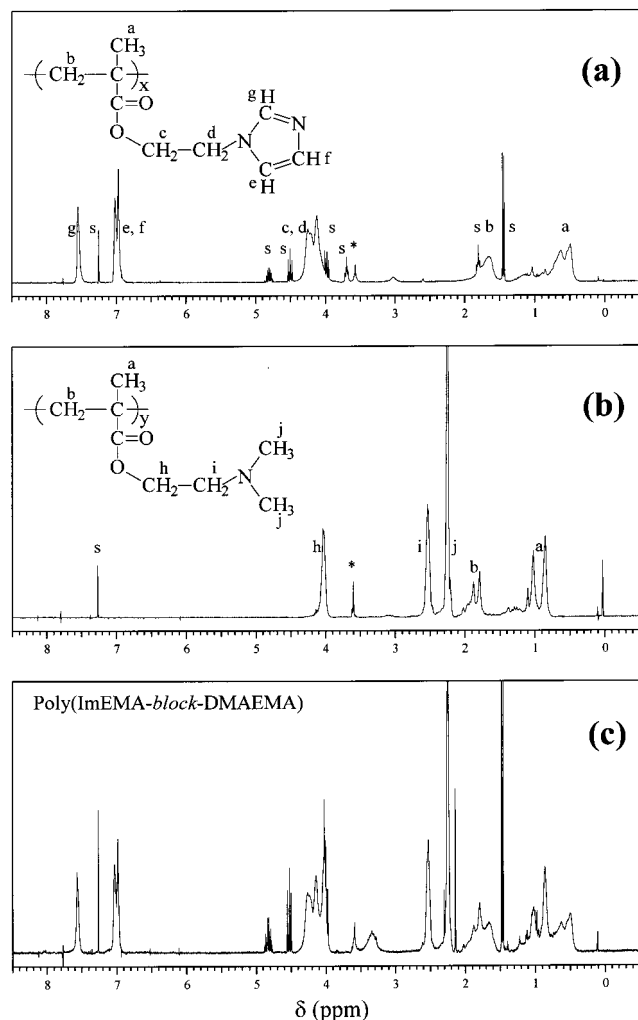 a
CH₃
b
(a)
–(–CH₂–C–)–
x
C=O
g H
C
O
c
d
N
CH₂–CH₂–N
CH f
C
e H
g
s
e, f
s
s
c, d
s
s
*
s
b
s
a
8 7 6 5 4 3 2 1 0
a
CH₃
b
(b)
–(–CH₂–C–)–
y
C=O
j
CH₃
O
h
i
CH₂–CH₂–N
CH₃
j
s
h
*
i
j
b
a
8 7 6 5 4 3 2 1 0
Poly(ImEMA-block-DMAEMA)
(c)
8 7 6 5 4 3 2 1 0
δ (ppm)